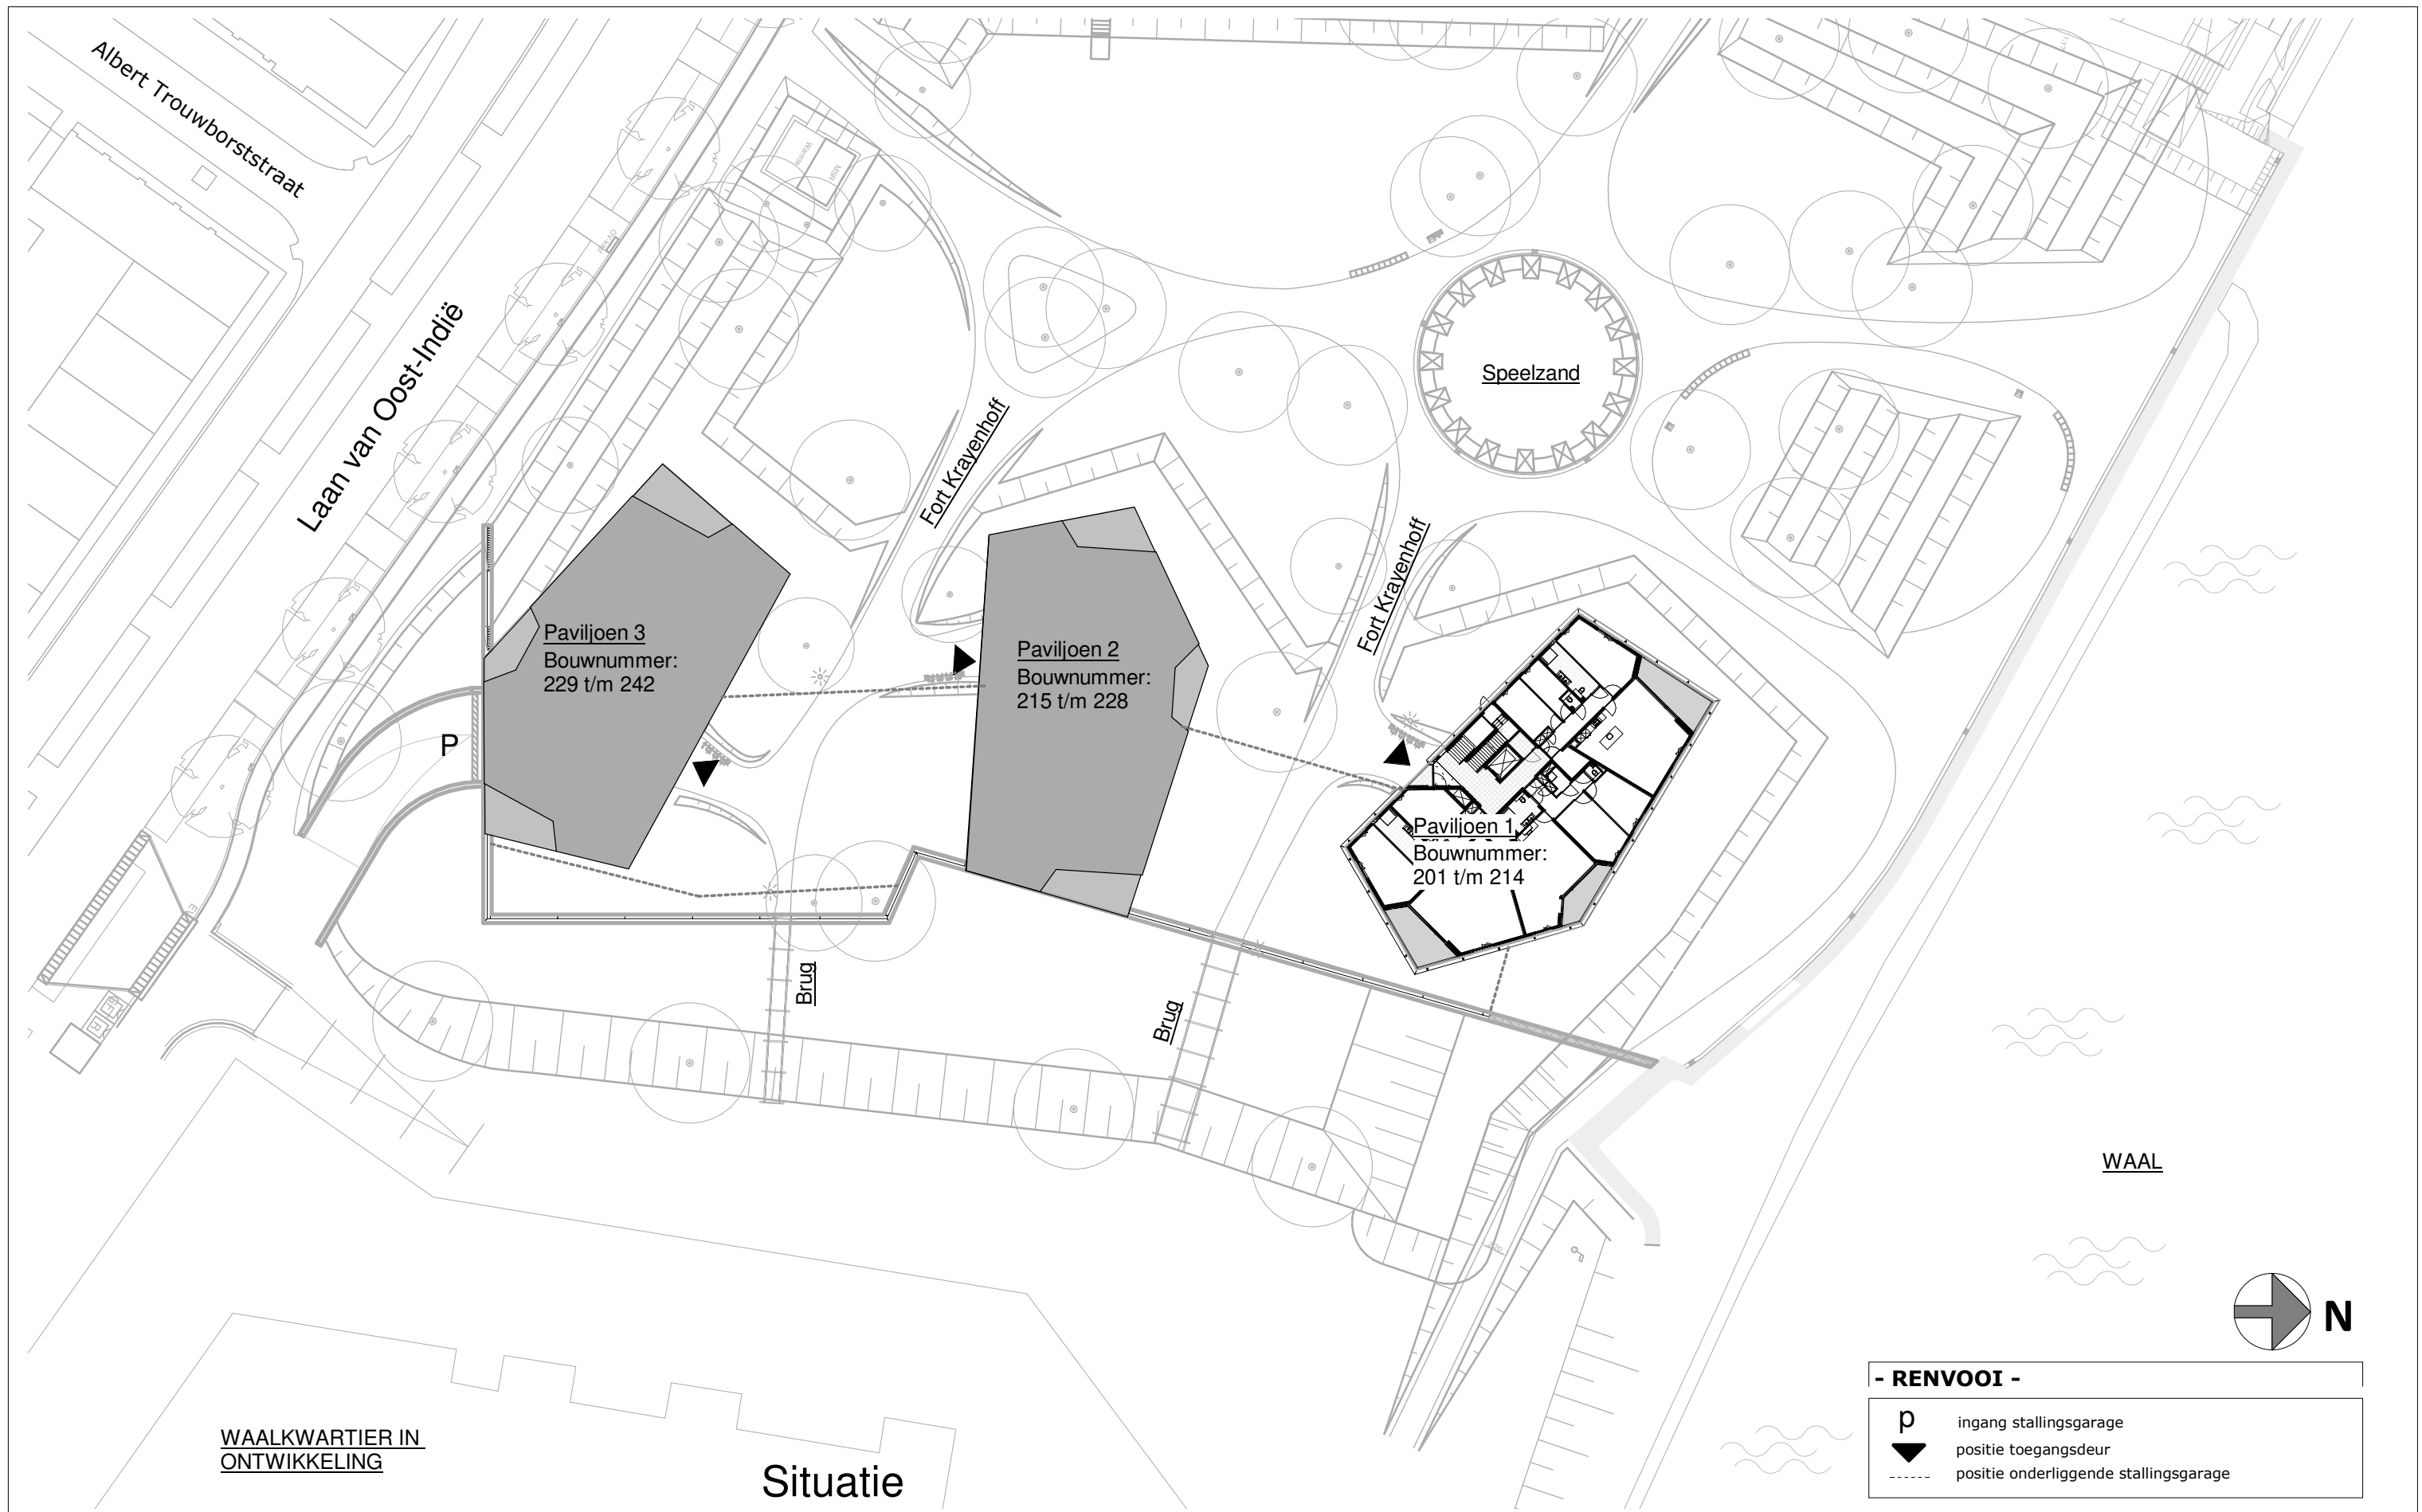 Albert Trouwborststraat
Laan van Oost-Indië
Fort Krayenhoff
Fort Krayenhoff
Speelzand
Paviljoen 3
Bouwnummer:
229 t/m 242
Paviljoen 2
Bouwnummer:
215 t/m 228
Paviljoen 1
Bouwnummer:
201 t/m 214
P
Brug
Brug
WAAL
N
WAALKWARTIER IN
ONTWIKKELING
Situatie
- RENVOOI -
p ingang stallingsgarage
positie toegangsdeur
positie onderliggende stallingsgarage